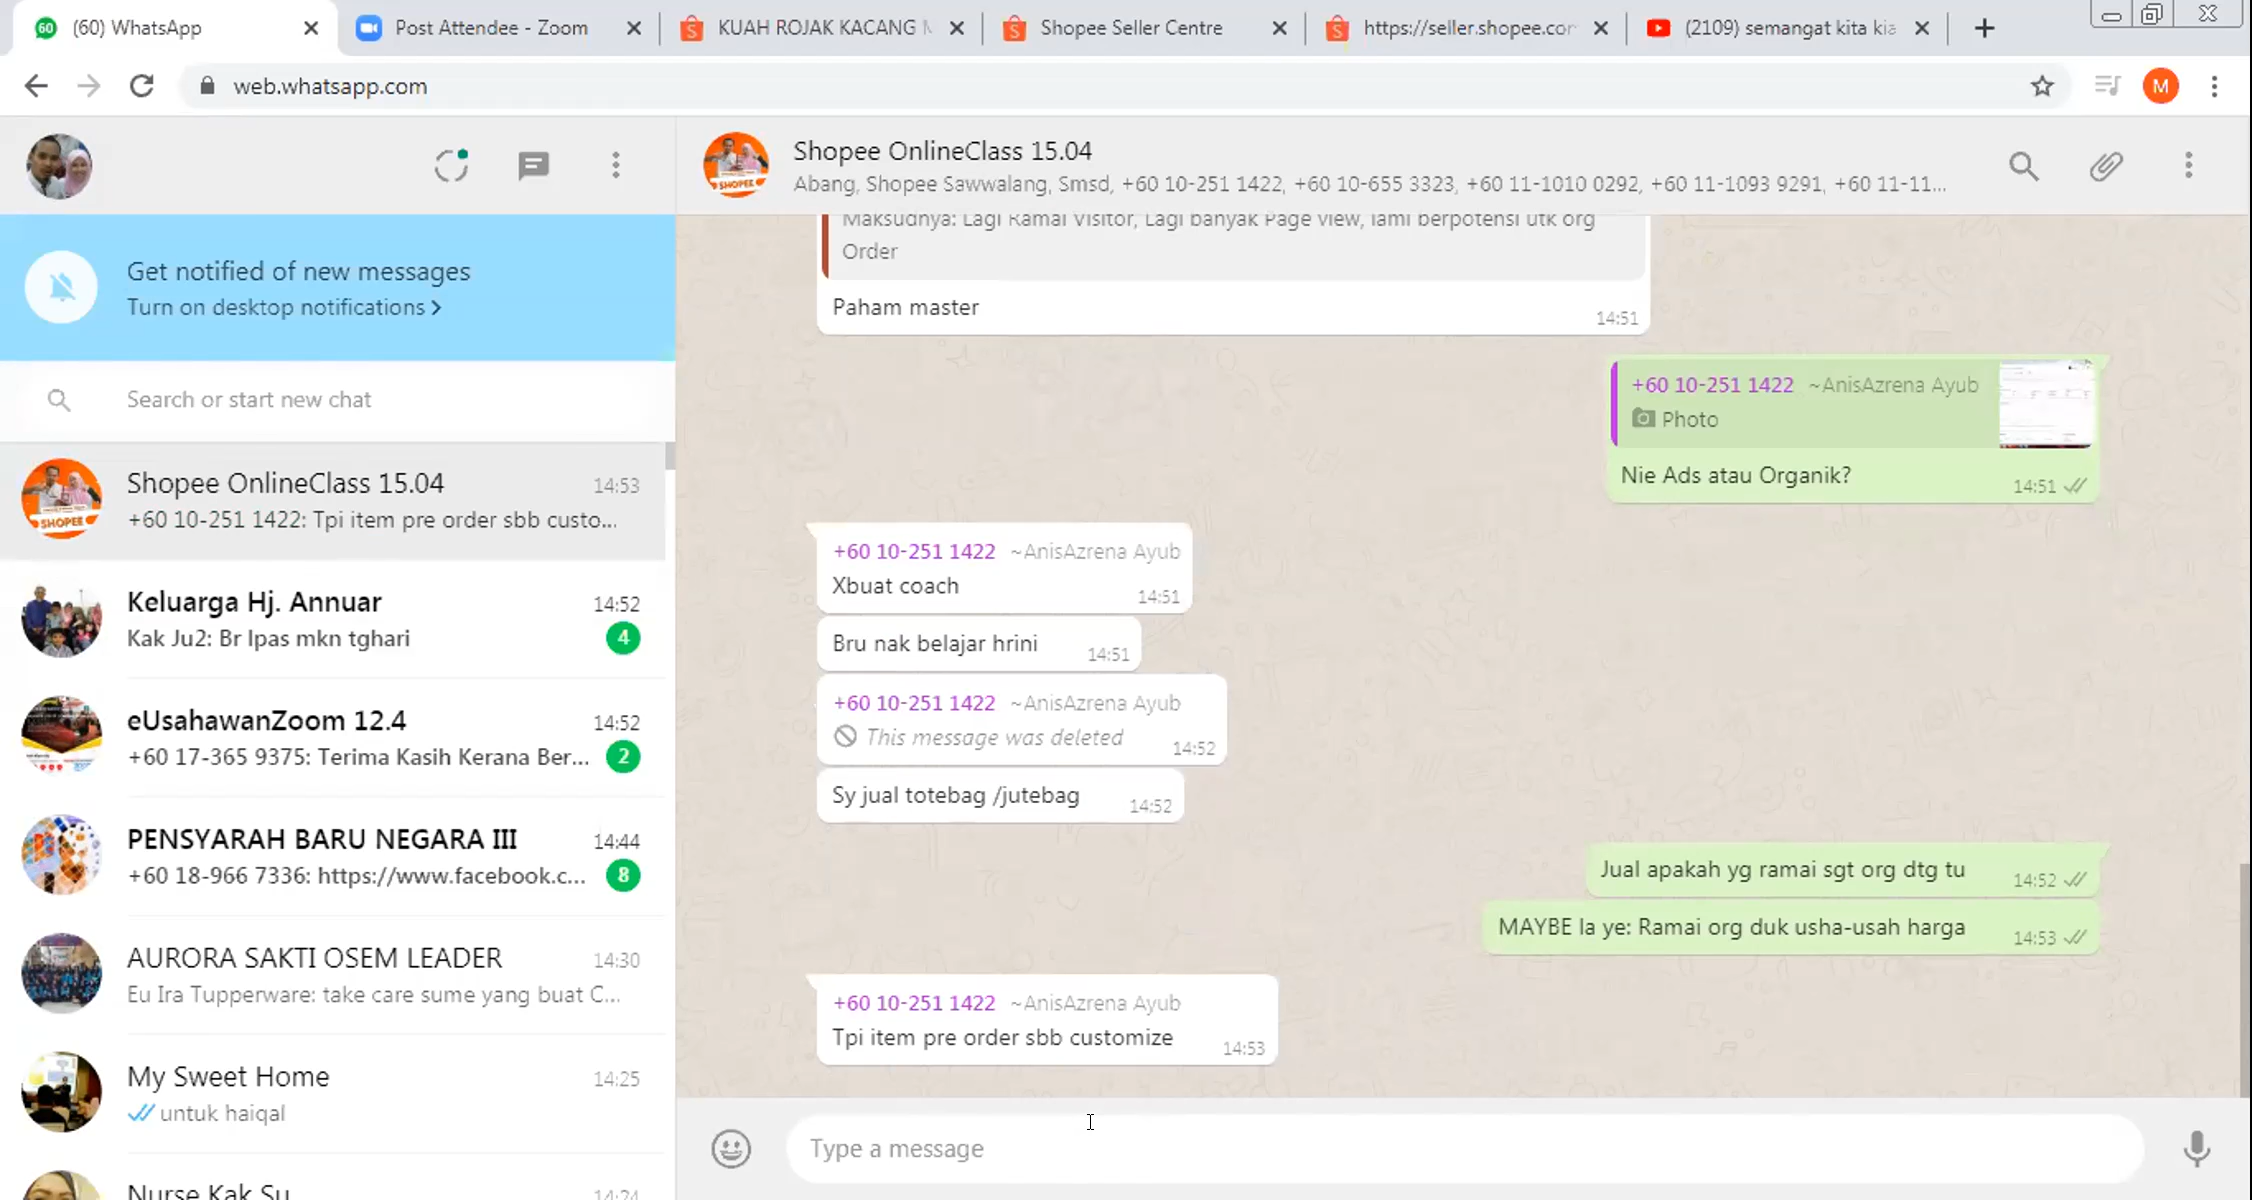 (60) WhatsApp
Post Attendee - Zoom
KUAH ROJAK KACANG
Shopee Seller Centre
https://seller.shopee.co
(2109) semangat kita kia
web.whatsapp.com
M
Shopee OnlineClass 15.04
Abang, Shopee Sawwalang, Smsd, +60 10-251 1422, +60 10-655 3323, +60 11-1010 0292, +60 11-1093 9291, +60 11-11...
Get notified of new messages
Turn on desktop notifications >
Search or start new chat
Shopee OnlineClass 15.04
14:53
+60 10-251 1422: Tpi item pre order sbb custo...
SHOPEE
Keluarga Hj. Annuar
14:52
Kak Ju2: Br lpas mkn tghari
4
eUsahawanZoom 12.4
14:52
+60 17-365 9375: Terima Kasih Kerana Ber...
2
PENSYARAH BARU NEGARA III
14:44
+60 18-966 7336: https://www.facebook.c...
8
AURORA SAKTI OSEM LEADER
14:30
Eu Ira Tupperware: take care sume yang buat C...
My Sweet Home
14:25
untuk haiqal
Nurse Kak Su
14:24
Maksudnya: Lagi Ramai Visitor, Lagi banyak Page view, lami berpotensi utk org
Order
Paham master
14:51
+60 10-251 1422 ~AnisAzrena Ayub
Photo
Nie Ads atau Organik?
14:51
+60 10-251 1422 ~AnisAzrena Ayub
Xbuat coach
14:51
Bru nak belajar hrini
14:51
+60 10-251 1422 ~AnisAzrena Ayub
This message was deleted
14:52
Sy jual totebag /jutebag
14:52
Jual apakah yg ramai sgt org dtg tu
14:52
MAYBE la ye: Ramai org duk usha-usah harga
14:53
+60 10-251 1422 ~AnisAzrena Ayub
Tpi item pre order sbb customize
14:53
Type a message